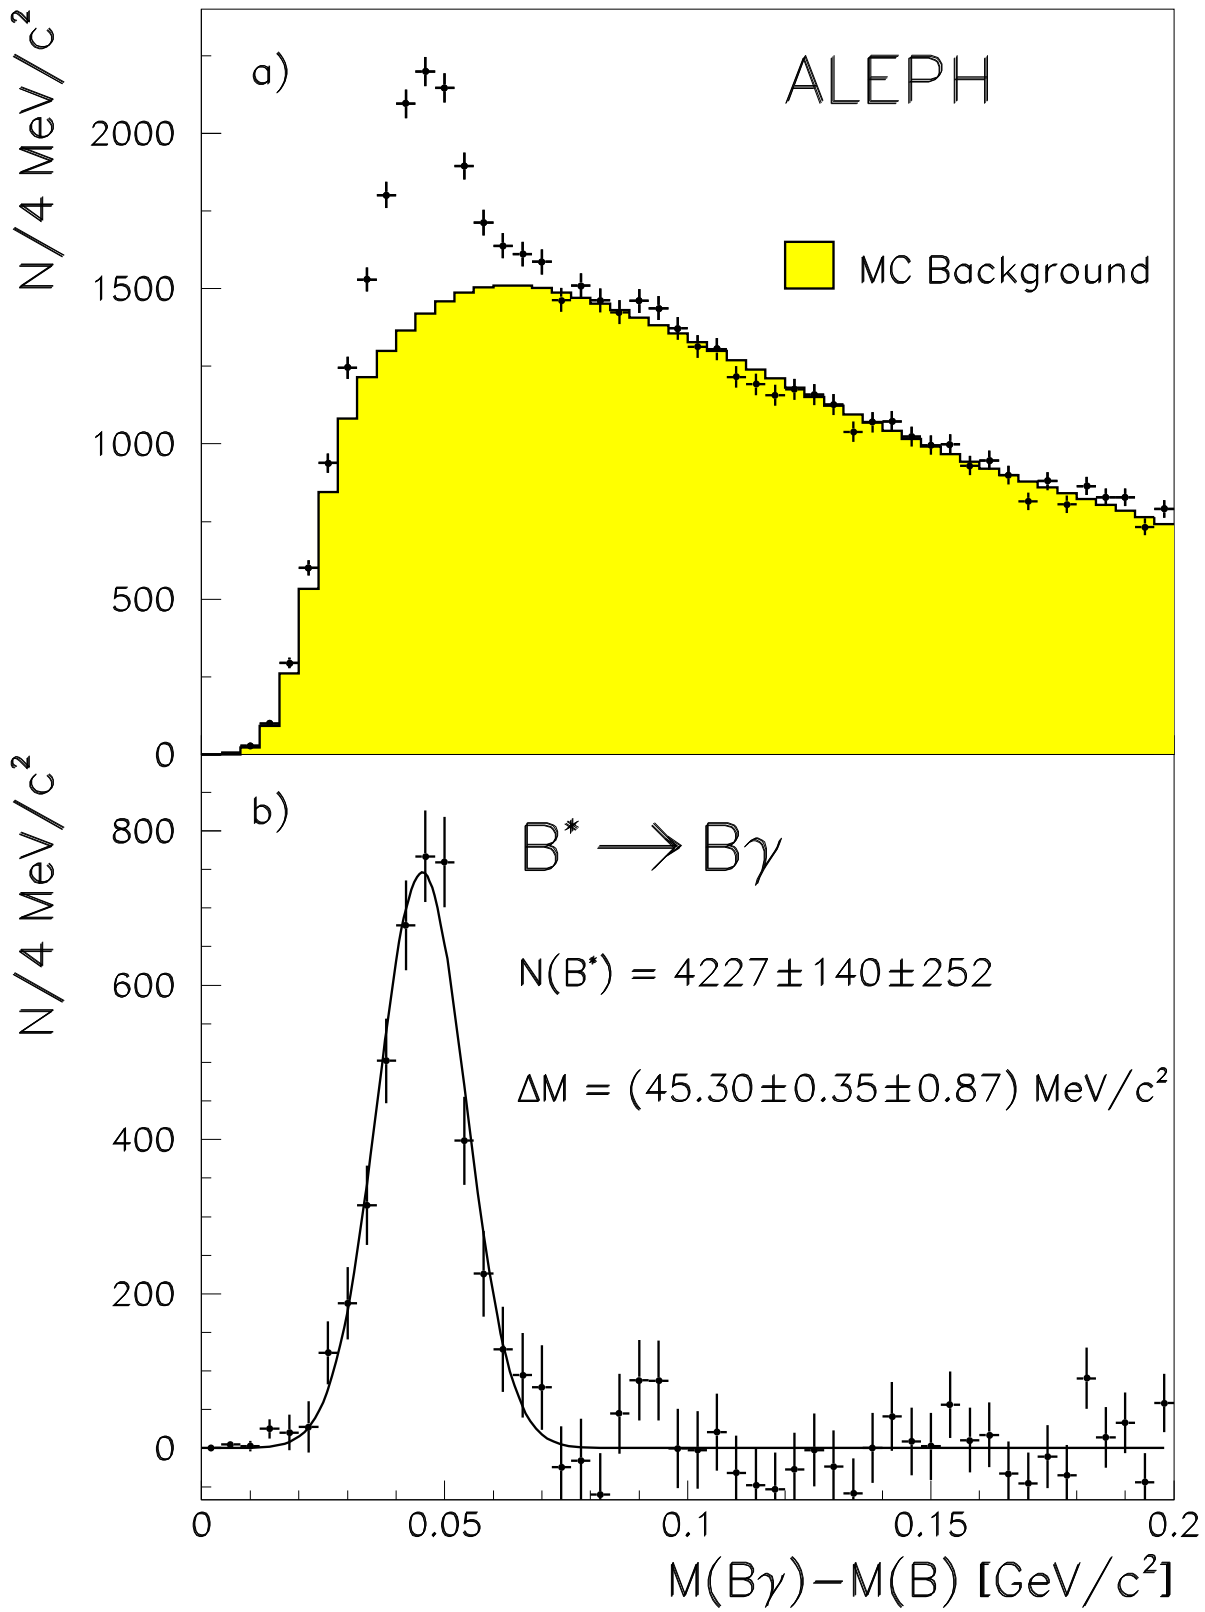 a)
ALEPH
MC Background
N/4 MeV/c²
2000
1500
1000
500
0
b)
B* → Bγ
N(B*) = 4227±140±252
ΔM = (45.30±0.35±0.87) MeV/c²
N/4 MeV/c²
800
600
400
200
0
0 0.05 0.1 0.15 0.2
M(Bγ)−M(B) [GeV/c²]